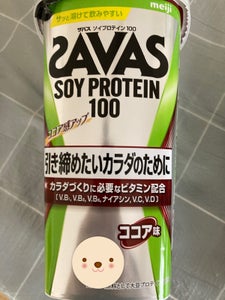 meiji
サッと溶けて飲みやすい
ザバス ソイプロテイン100
SAVAS
SOY PROTEIN
100
ココア感アップ
引き締めたいカラダのために
カラダづくりに必要なビタミン配合
[V.B₁、V.B₂、V.B₆、ナイアシン、V.C、V.D]
ココア味